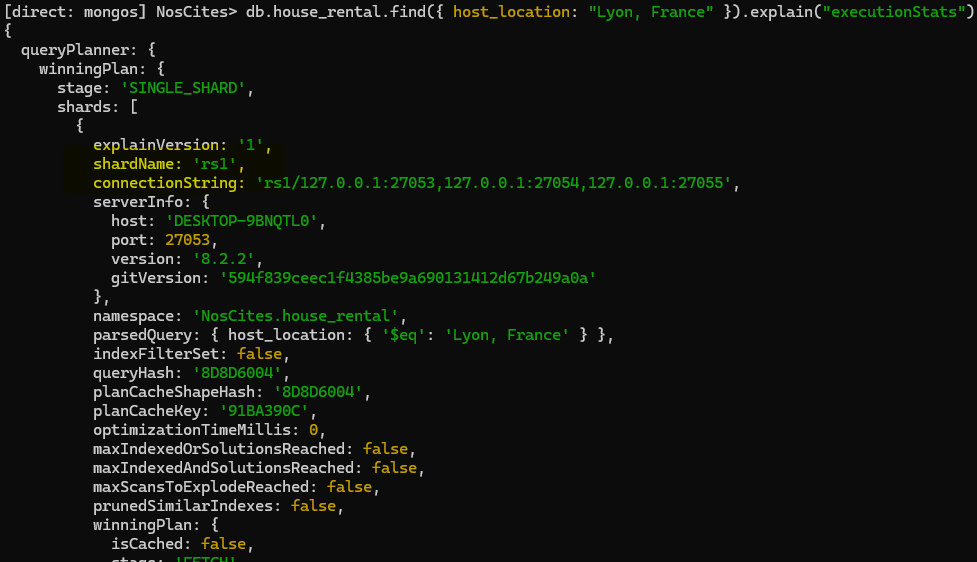 [direct: mongos] NosCites> db.house_rental.find({ host_location: "Lyon, France" }).explain("executionStats")
{
  queryPlanner: {
    winningPlan: {
      stage: 'SINGLE_SHARD',
      shards: [
        {
          explainVersion: '1',
          shardName: 'rs1',
          connectionString: 'rs1/127.0.0.1:27053,127.0.0.1:27054,127.0.0.1:27055',
          serverInfo: {
            host: 'DESKTOP-9BNQTL0',
            port: 27053,
            version: '8.2.2',
            gitVersion: '594f839ceec1f4385be9a690131412d67b249a0a'
          },
          namespace: 'NosCites.house_rental',
          parsedQuery: { host_location: { '$eq': 'Lyon, France' } },
          indexFilterSet: false,
          queryHash: '8D8D6004',
          planCacheShapeHash: '8D8D6004',
          planCacheKey: '91BA390C',
          optimizationTimeMillis: 0,
          maxIndexedOrSolutionsReached: false,
          maxIndexedAndSolutionsReached: false,
          maxScansToExplodeReached: false,
          prunedSimilarIndexes: false,
          winningPlan: {
            isCached: false,
            stage: 'FETCH'